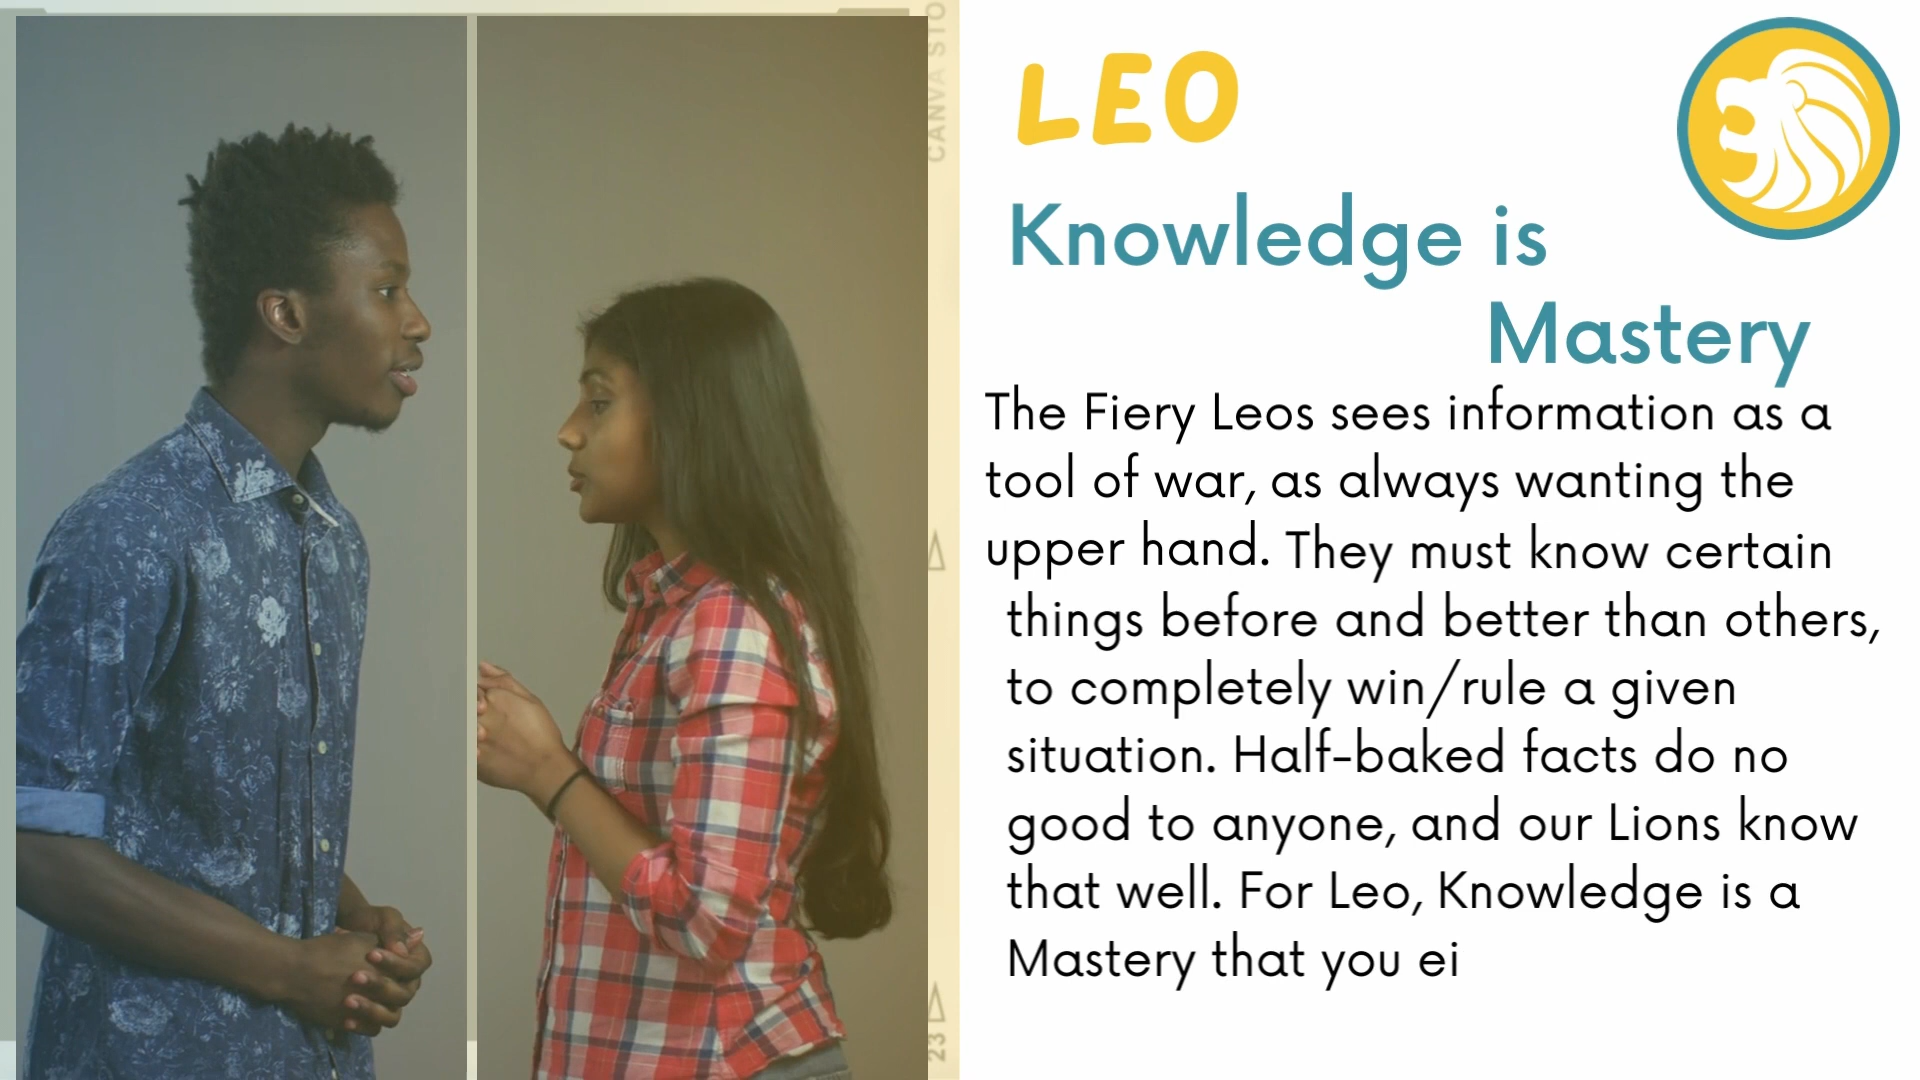 CANVA STO
23
LEO
Knowledge is
Mastery
The Fiery Leos sees information as a
tool of war, as always wanting the
upper hand. They must know certain
things before and better than others,
to completely win/rule a given
situation. Half-baked facts do no
good to anyone, and our Lions know
that well. For Leo, Knowledge is a
Mastery that you ei